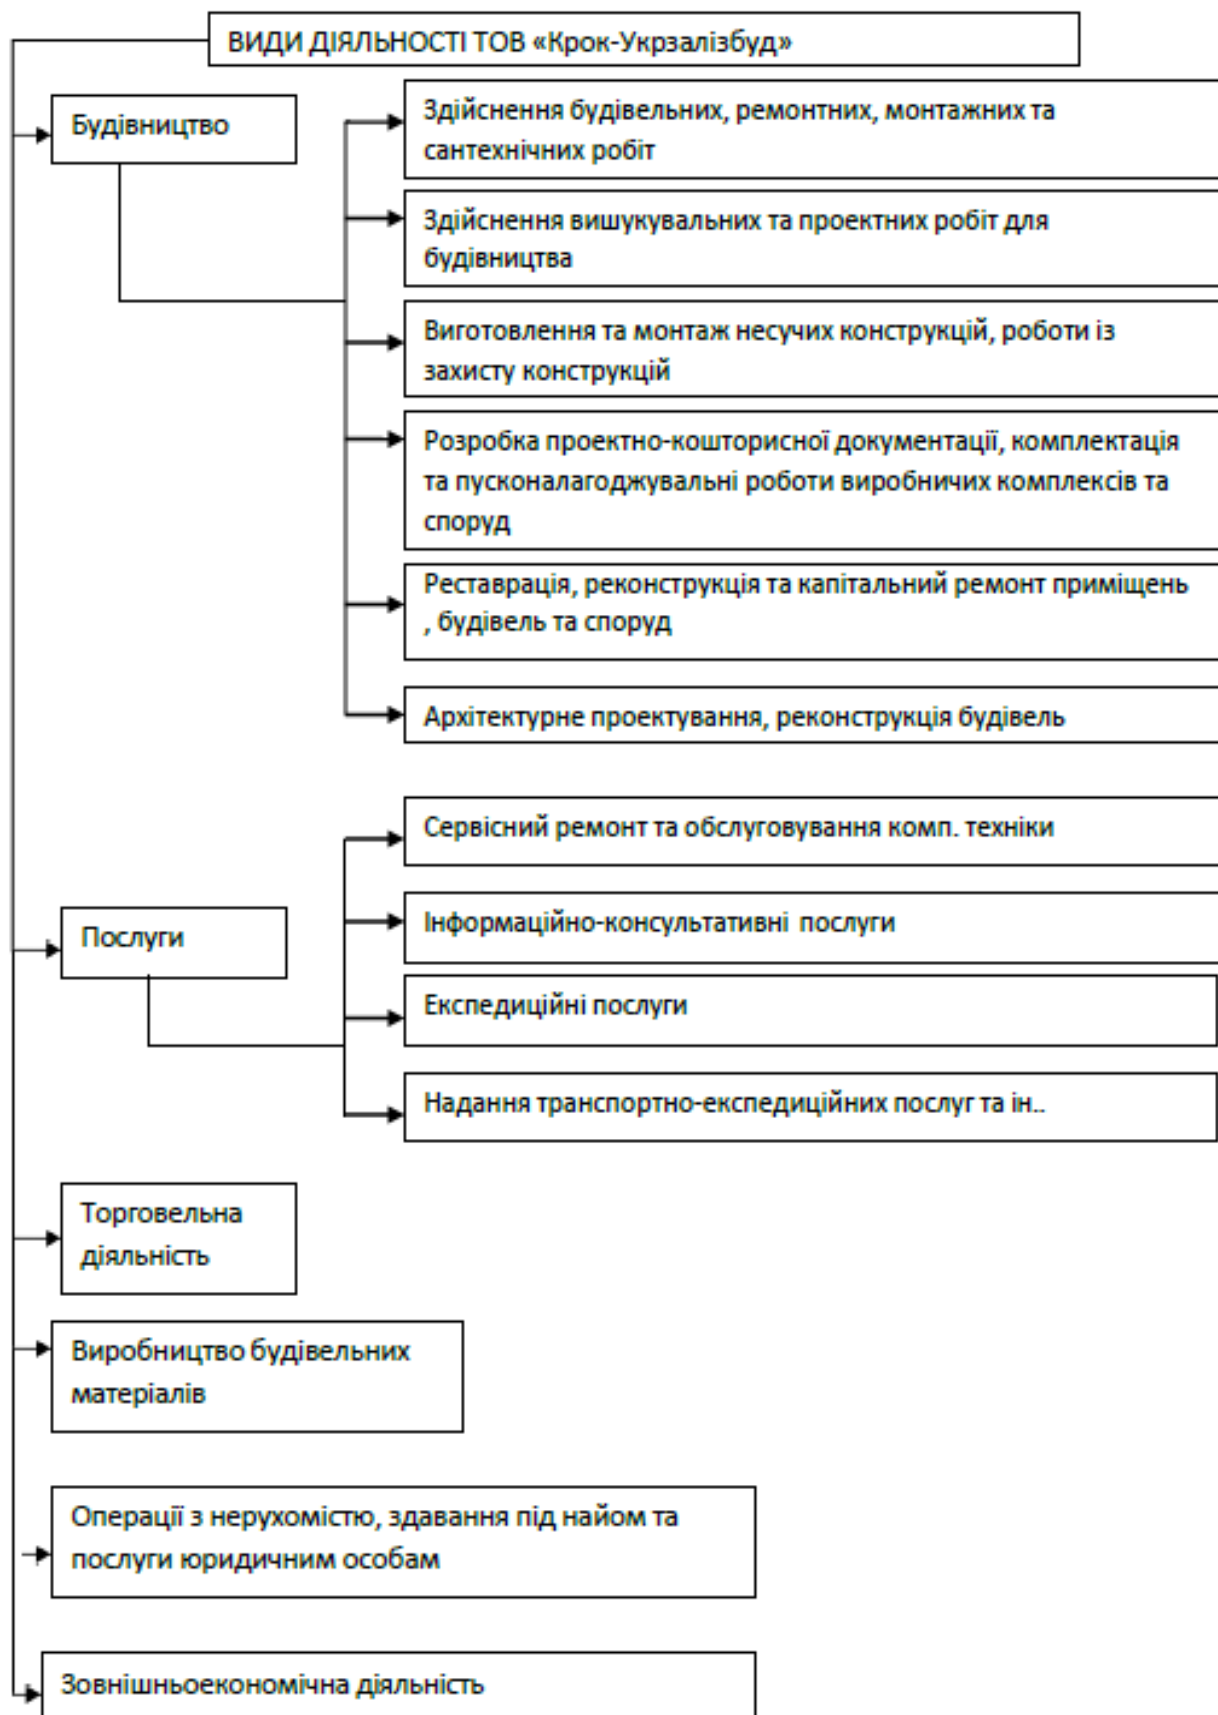 ВИДИ ДІЯЛЬНОСТІ ТОВ «Крок-Укрзалізбуд»
Будівництво
Здійснення будівельних, ремонтних, монтажних та
сантехнічних робіт
Здійснення вишукувальних та проектних робіт для
будівництва
Виготовлення та монтаж несучих конструкцій, роботи із
захисту конструкцій
Розробка проектно-кошторисної документації, комплектація
та пусконалагоджувальні роботи виробничих комплексів та
споруд
Реставрація, реконструкція та капітальний ремонт приміщень
, будівель та споруд
Архітектурне проектування, реконструкція будівель
Послуги
Сервісний ремонт та обслуговування комп. техніки
Інформаційно-консультативні послуги
Експедиційні послуги
Надання транспортно-експедиційних послуг та ін..
Торговельна
діяльність
Виробництво будівельних
матеріалів
Операції з нерухомістю, здавання під найом та
послуги юридичним особам
Зовнішньоекономічна діяльність